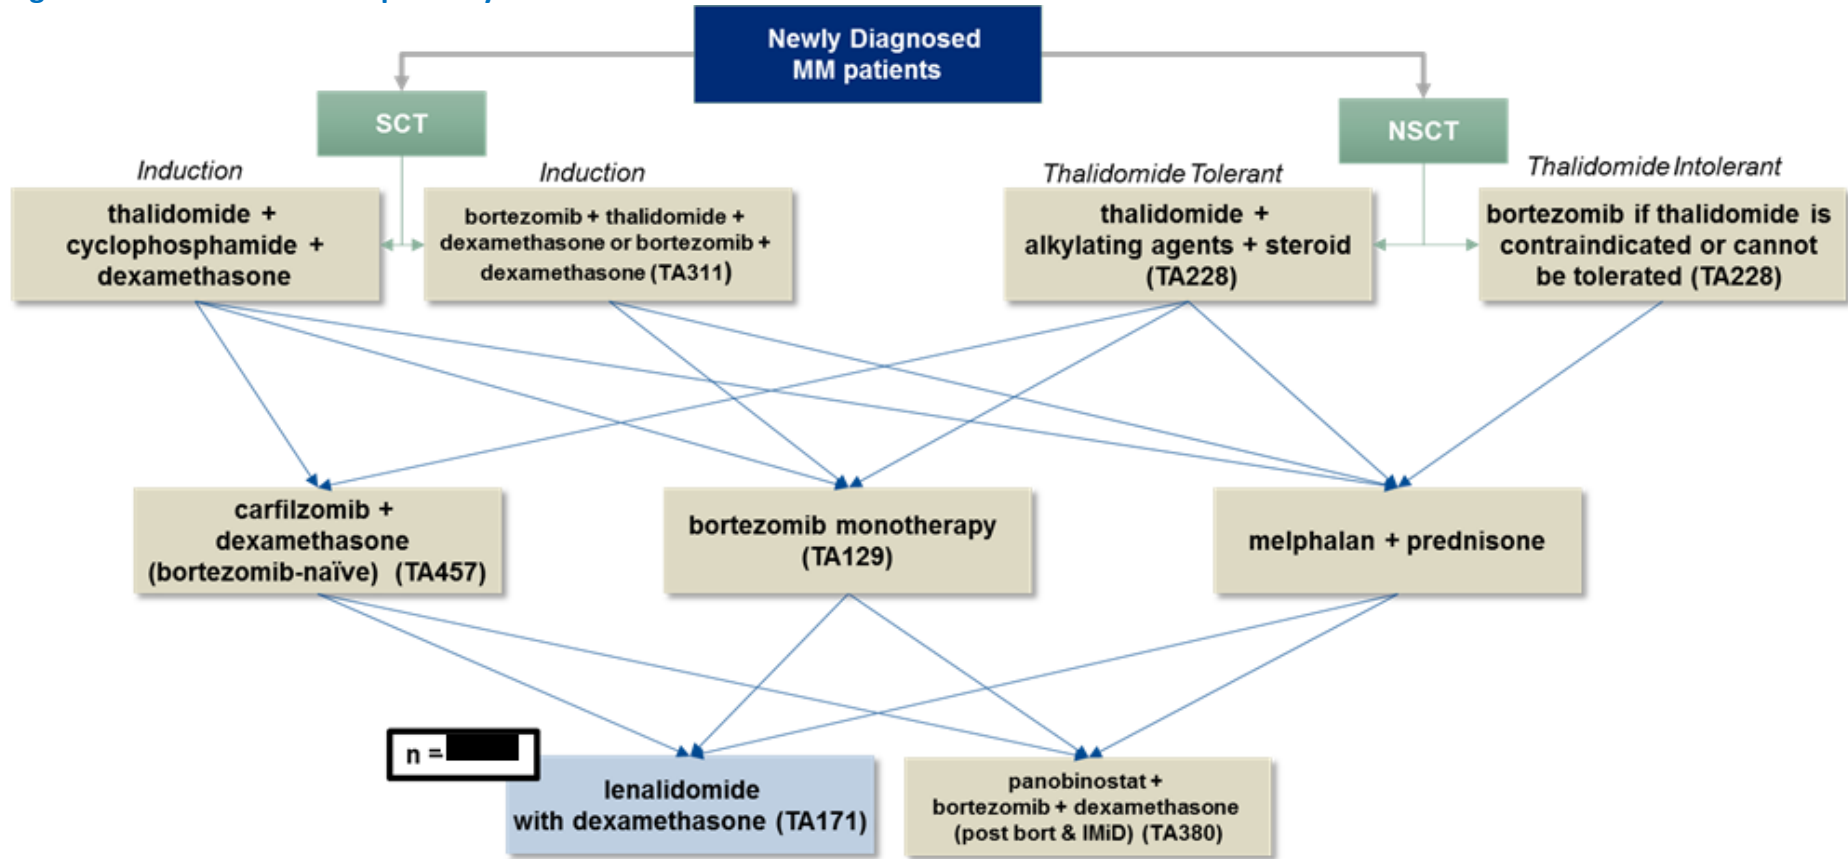 Newly Diagnosed
MM patients
SCT
NSCT
Induction
Induction
Thalidomide Tolerant
Thalidomide Intolerant
thalidomide +
cyclophosphamide +
dexamethasone
bortezomib + thalidomide +
dexamethasone or bortezomib +
dexamethasone (TA311)
thalidomide +
alkylating agents + steroid
(TA228)
bortezomib if thalidomide is
contraindicated or cannot
be tolerated (TA228)
carfilzomib +
dexamethasone
(bortezomib-naïve) (TA457)
bortezomib monotherapy
(TA129)
melphalan + prednisone
n =
lenalidomide
with dexamethasone (TA171)
panobinostat +
bortezomib + dexamethasone
(post bort & IMiD) (TA380)